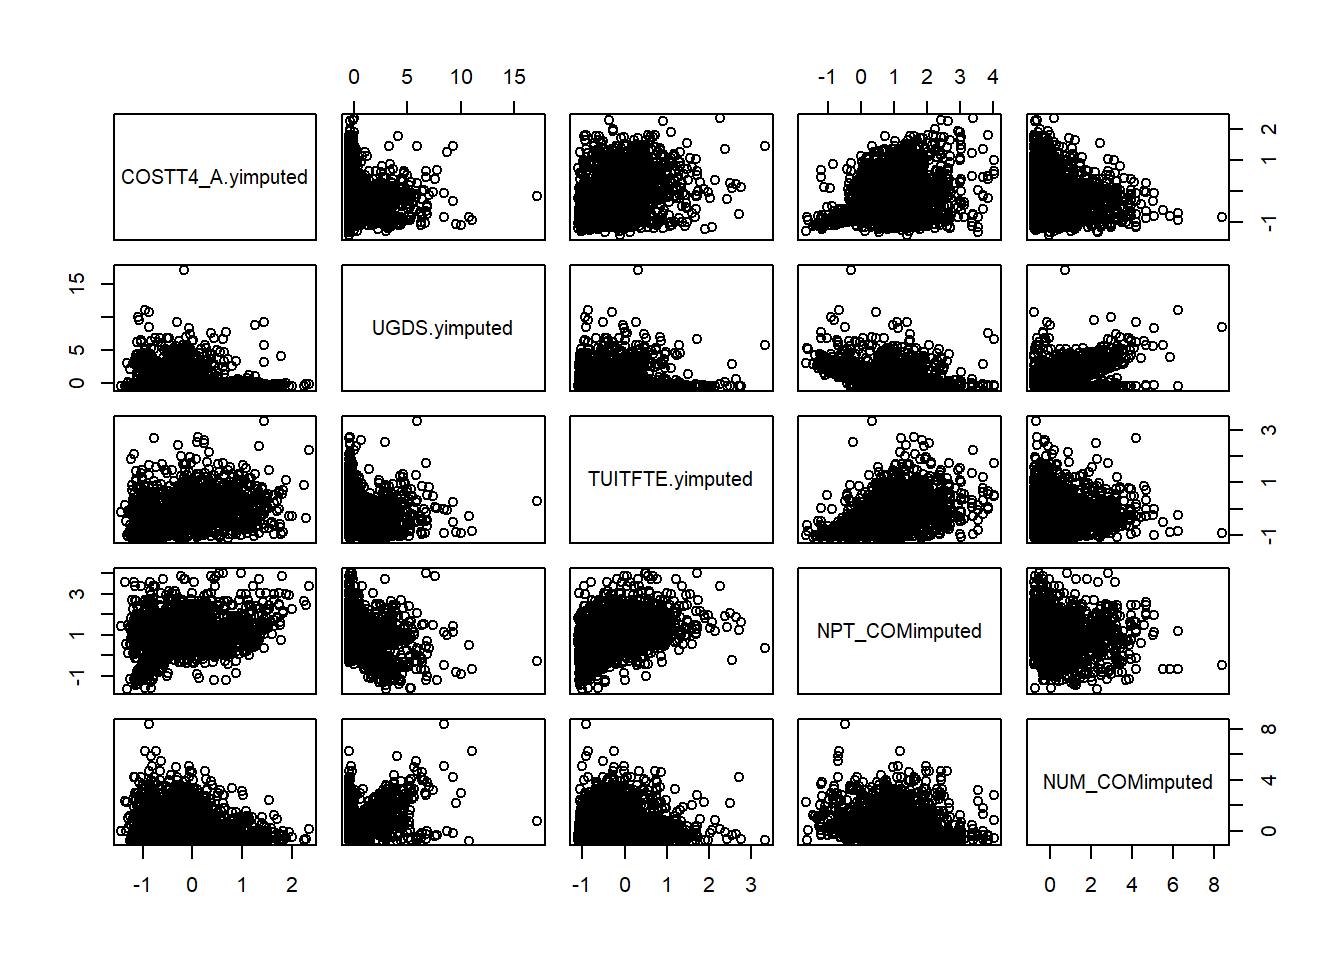 0 5 10 15
-1 0 1 2 3 4
COSTT4_A.yimputed
-1 1 2
0 5 15
UGDS.yimputed
TUITFTE.yimputed
-1 1 3
-1 1 3
NPT_COMimputed
NUM_COMimputed
0 4 8
-1 0 1 2
-1 0 1 2 3
0 2 4 6 8